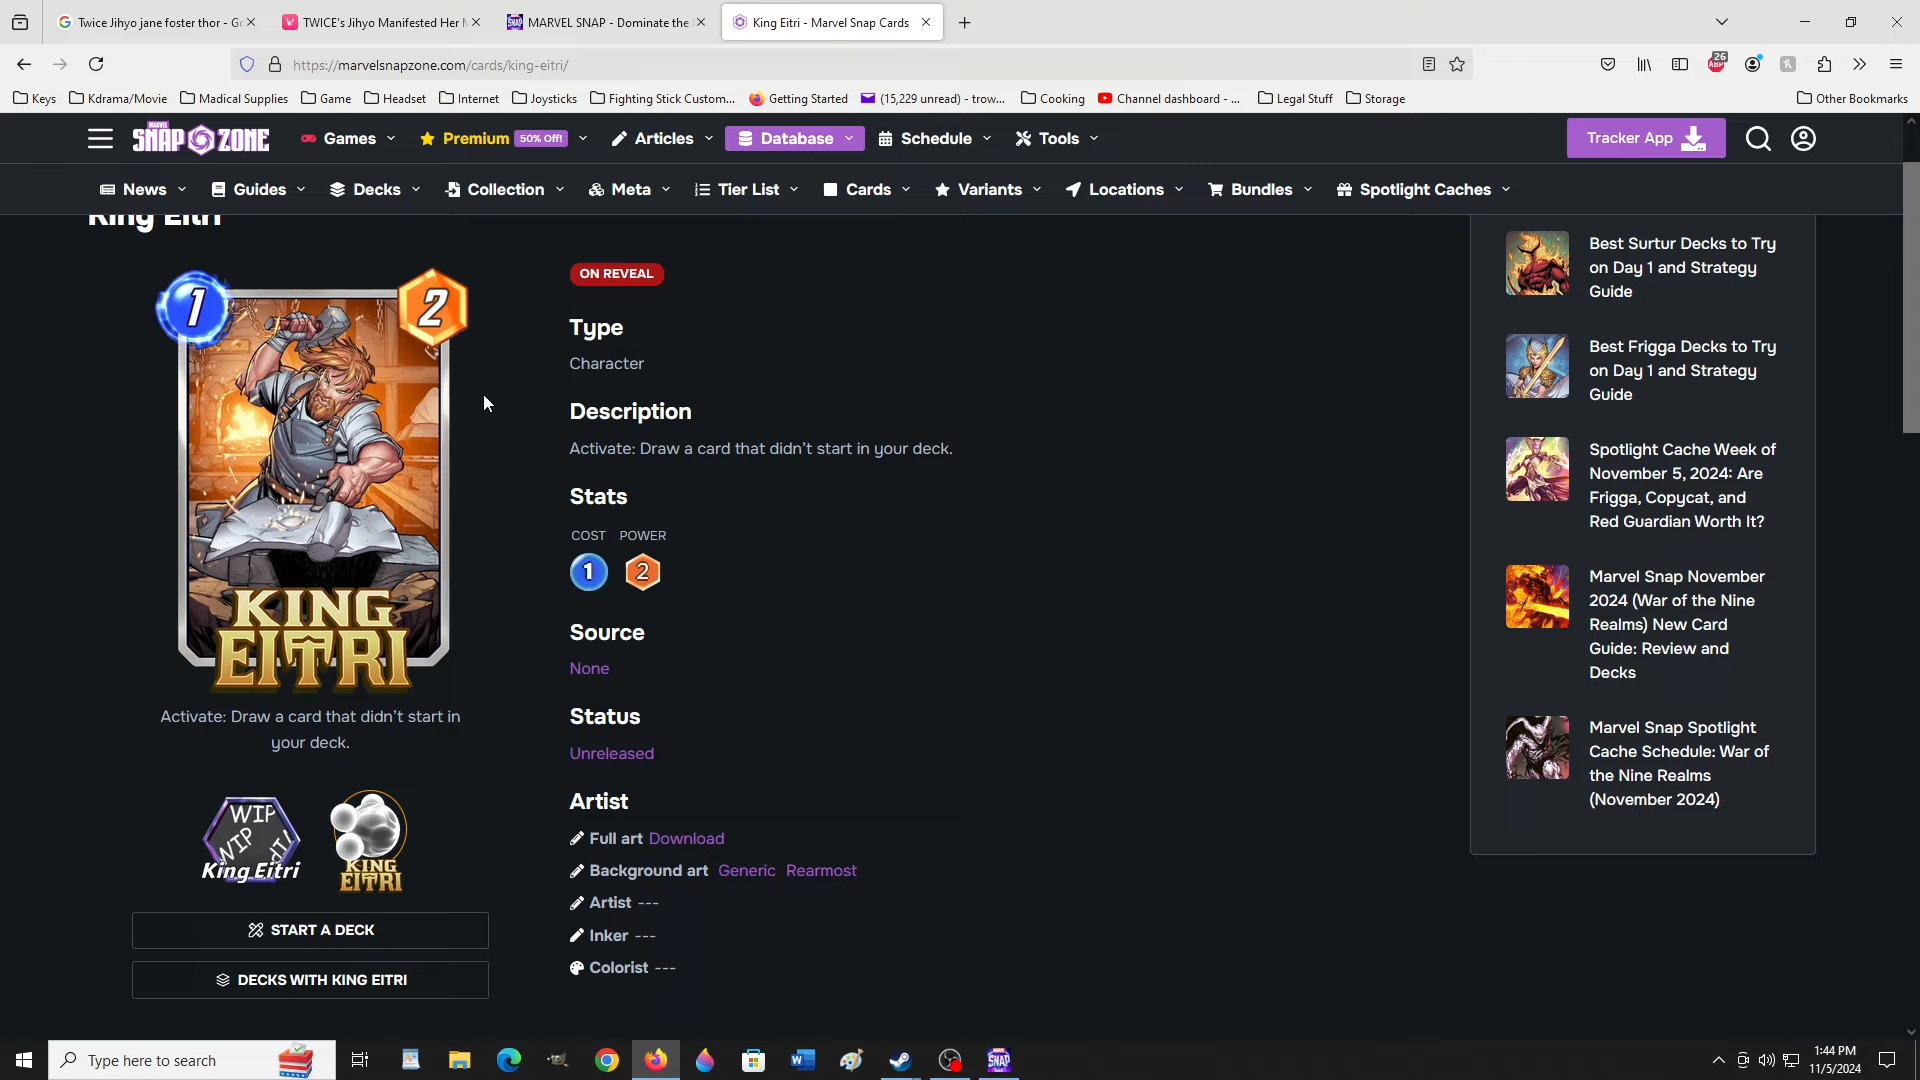 Twice Jihyo jane foster thor - Go
TWICE's Jihyo Manifested Her M
MARVEL SNAP - Dominate the
King Eitri - Marvel Snap Cards
https://marvelsnapzone.com/cards/king-eitri/
26
Keys
Kdrama/Movie
Madical Supplies
Game
Headset
Internet
Joysticks
Fighting Stick Custom...
Getting Started
(15,229 unread) - trow...
Cooking
Channel dashboard - ...
Legal Stuff
Storage
Other Bookmarks
MARVEL SNAP ZONE
Games
Premium 50% Off!
Articles
Database
Schedule
Tools
Tracker App
News
Guides
Decks
Collection
Meta
Tier List
Cards
Variants
Locations
Bundles
Spotlight Caches
King Eitri
1
2
KING
EITRI
Activate: Draw a card that didn't start in
your deck.
WIP
WIP
King Eitri
KING
EITRI
START A DECK
DECKS WITH KING EITRI
ON REVEAL
Type
Character
Description
Activate: Draw a card that didn't start in your deck.
Stats
COST POWER
1 2
Source
None
Status
Unreleased
Artist
Full art Download
Background art Generic Rearmost
Artist ---
Inker ---
Colorist ---
Best Surtur Decks to Try
on Day 1 and Strategy
Guide
Best Frigga Decks to Try
on Day 1 and Strategy
Guide
Spotlight Cache Week of
November 5, 2024: Are
Frigga, Copycat, and
Red Guardian Worth It?
Marvel Snap November
2024 (War of the Nine
Realms) New Card
Guide: Review and
Decks
Marvel Snap Spotlight
Cache Schedule: War of
the Nine Realms
(November 2024)
Type here to search
SNAP
1:44 PM
11/5/2024